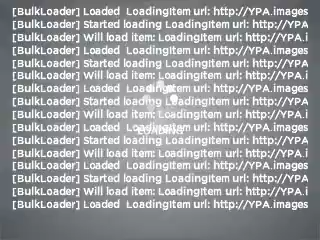 [BulkLoader] Loaded LoadingItem url: http://YPA.images
[BulkLoader] Started loading LoadingItem url: http://YPA
[BulkLoader] Will load item: LoadingItem url: http://YPA.i
[BulkLoader] Loaded LoadingItem url: http://YPA.images
[BulkLoader] Started loading LoadingItem url: http://YPA
[BulkLoader] Will load item: LoadingItem url: http://YPA.i
[BulkLoader] Loaded LoadingItem url: http://YPA.images
[BulkLoader] Started loading LoadingItem url: http://YPA
[BulkLoader] Will load item: LoadingItem url: http://YPA.i
LOADING
[BulkLoader] Loaded LoadingItem url: http://YPA.images
[BulkLoader] Started loading LoadingItem url: http://YPA
[BulkLoader] Will load item: LoadingItem url: http://YPA.i
[BulkLoader] Loaded LoadingItem url: http://YPA.images
[BulkLoader] Started loading LoadingItem url: http://YPA
[BulkLoader] Will load item: LoadingItem url: http://YPA.i
[BulkLoader] Loaded LoadingItem url: http://YPA.images